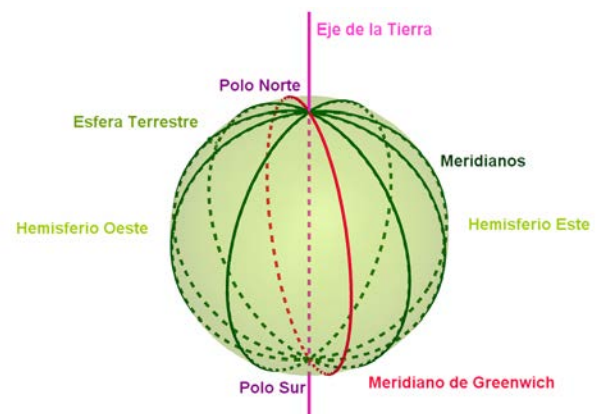 Eje de la Tierra
Polo Norte
Esfera Terrestre
Meridianos
Hemisferio Oeste
Hemisferio Este
Polo Sur
Meridiano de Greenwich